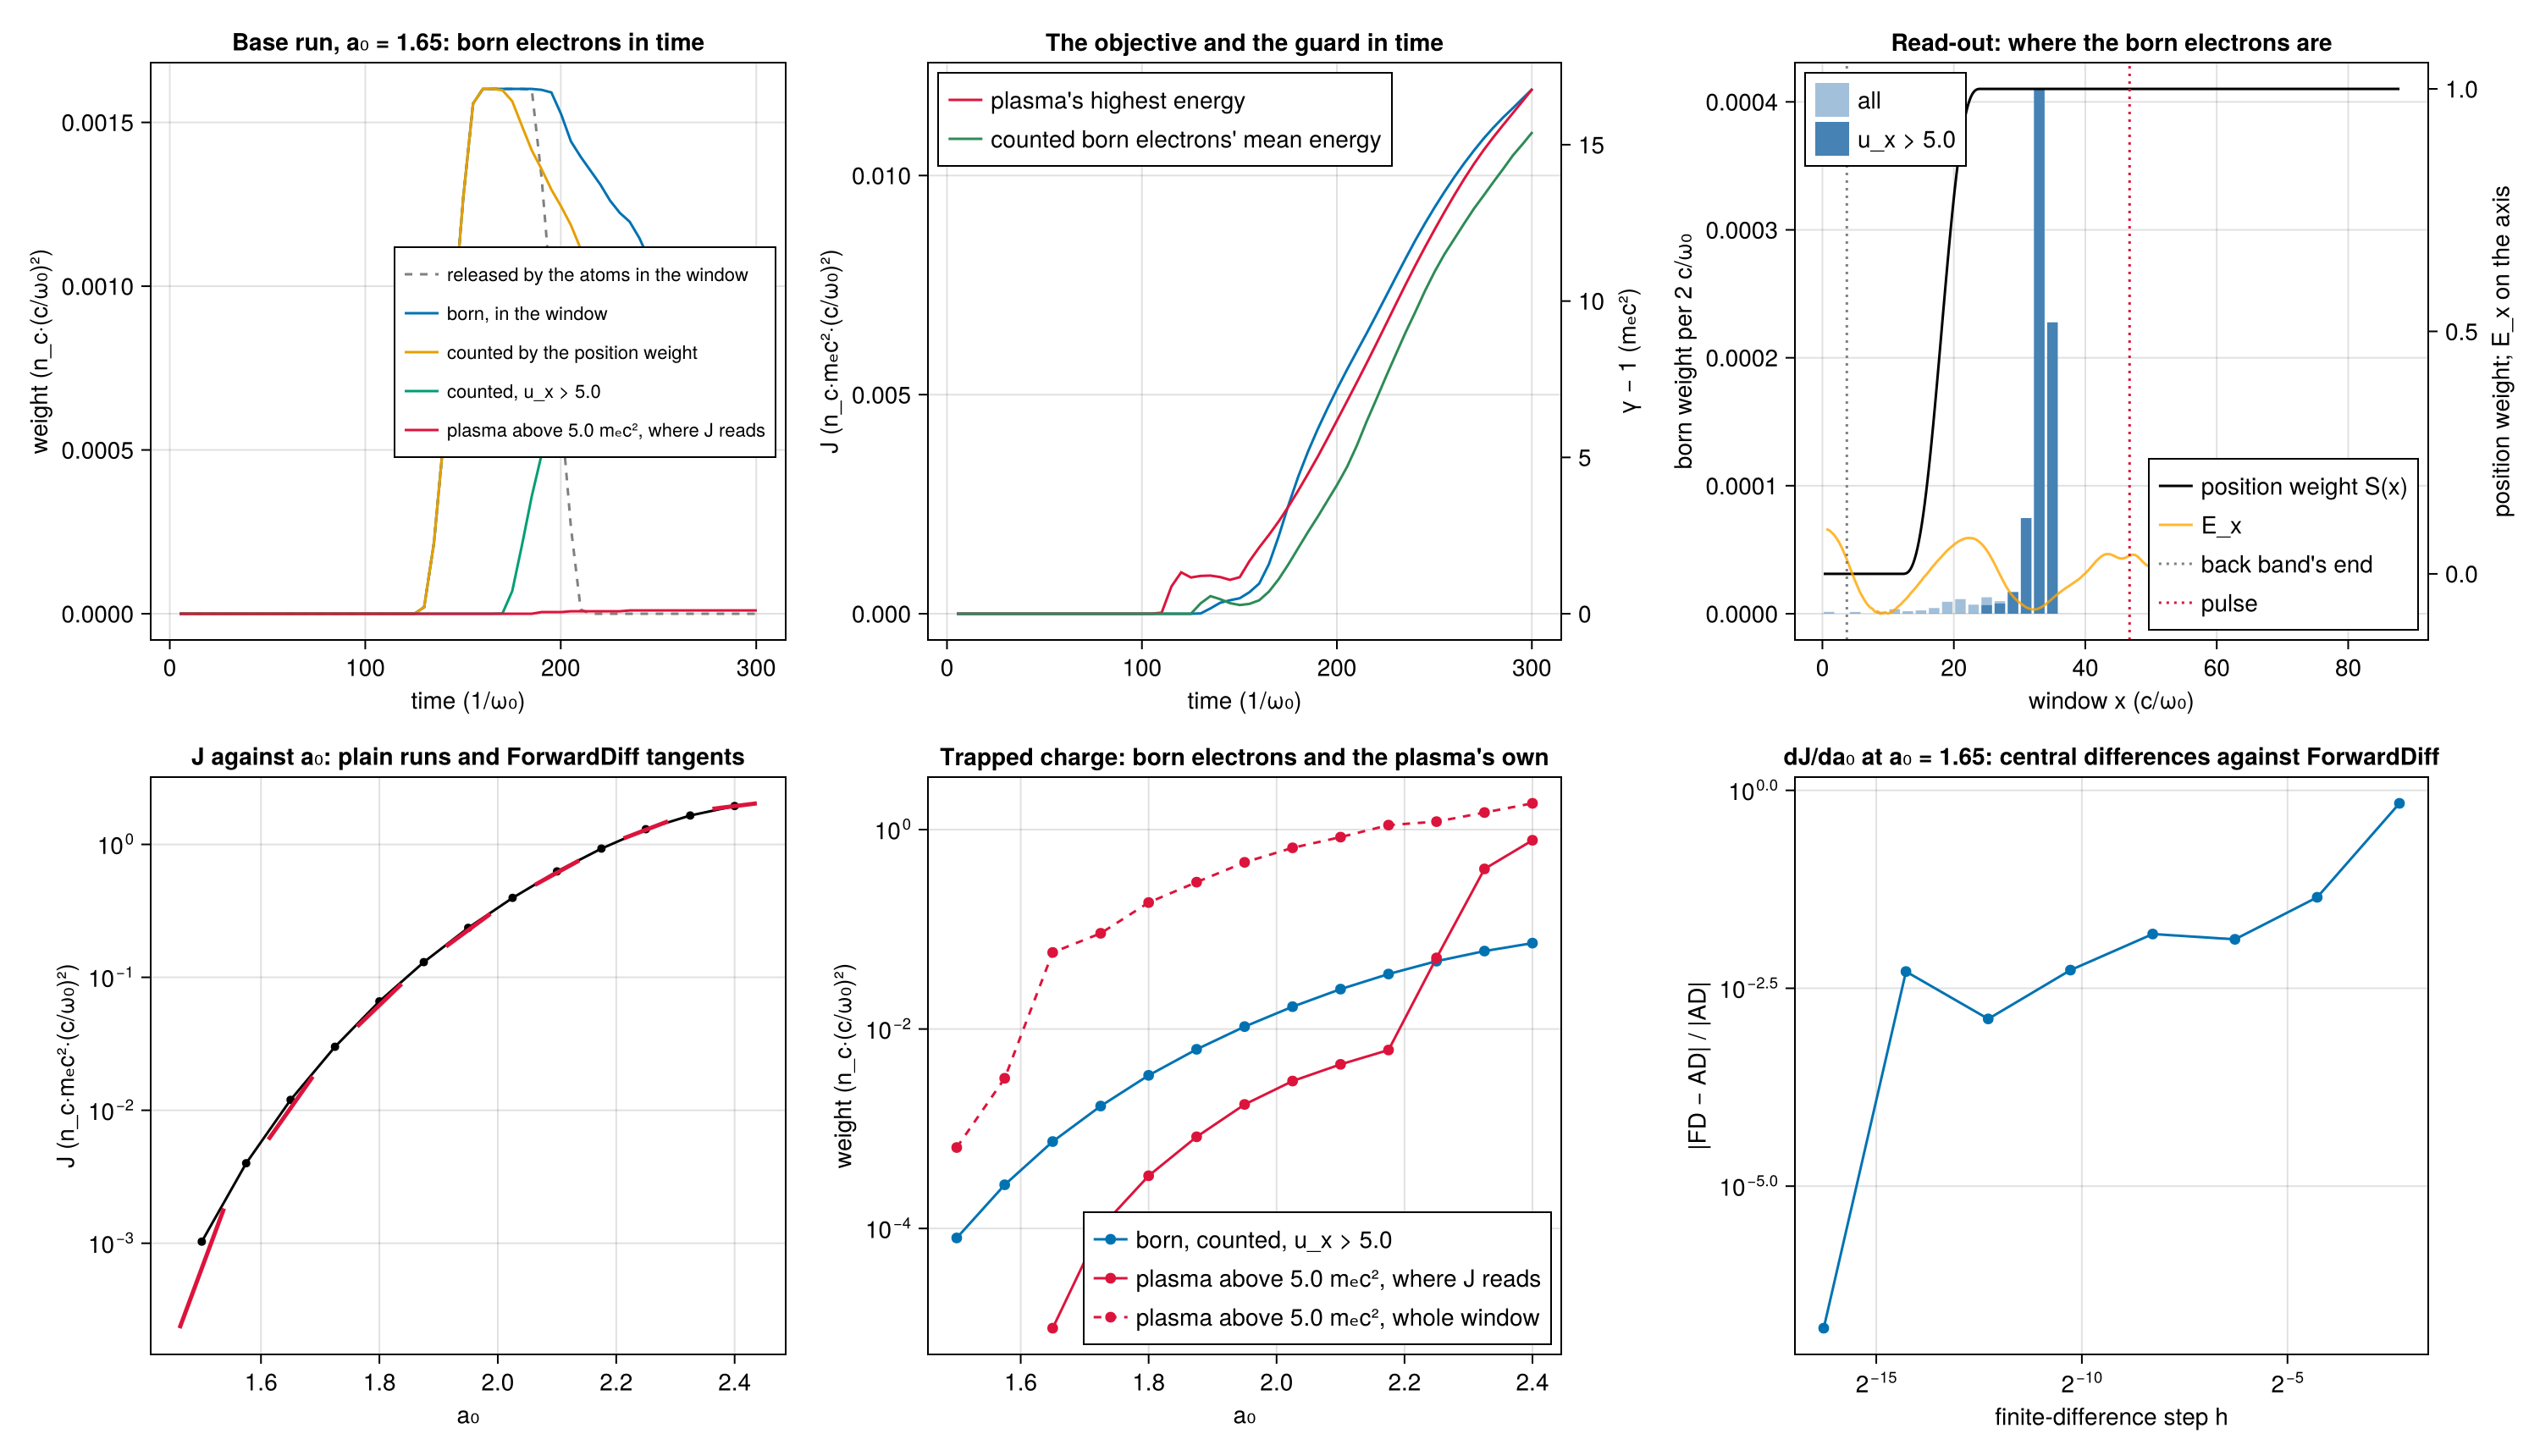 Base run, a₀ = 1.65: born electrons in time
weight (n_c·(c/ω₀)²)
0.0015
0.0010
0.0005
0.0000
released by the atoms in the window
born, in the window
counted by the position weight
counted, u_x > 5.0
plasma above 5.0 mₑc², where J reads
0
100
200
300
time (1/ω₀)
The objective and the guard in time
J (n_c·mₑc²·(c/ω₀)²)
0.010
0.005
0.000
plasma's highest energy
counted born electrons' mean energy
15
10
5
0
γ − 1 (mₑc²)
0
100
200
300
time (1/ω₀)
Read-out: where the born electrons are
born weight per 2 c/ω₀
0.0004
0.0003
0.0002
0.0001
0.0000
all
u_x > 5.0
position weight S(x)
E_x
back band's end
pulse
1.0
0.5
0.0
position weight; E_x on the axis
0
20
40
60
80
window x (c/ω₀)
J against a₀: plain runs and ForwardDiff tangents
J (n_c·mₑc²·(c/ω₀)²)
10⁰
10⁻¹
10⁻²
10⁻³
1.6
1.8
2.0
2.2
2.4
a₀
Trapped charge: born electrons and the plasma's own
weight (n_c·(c/ω₀)²)
10⁰
10⁻²
10⁻⁴
born, counted, u_x > 5.0
plasma above 5.0 mₑc², where J reads
plasma above 5.0 mₑc², whole window
1.6
1.8
2.0
2.2
2.4
a₀
dJ/da₀ at a₀ = 1.65: central differences against ForwardDiff
|FD − AD| / |AD|
10⁰·⁰
10⁻²·⁵
10⁻⁵·⁰
2⁻¹⁵
2⁻¹⁰
2⁻⁵
finite-difference step h